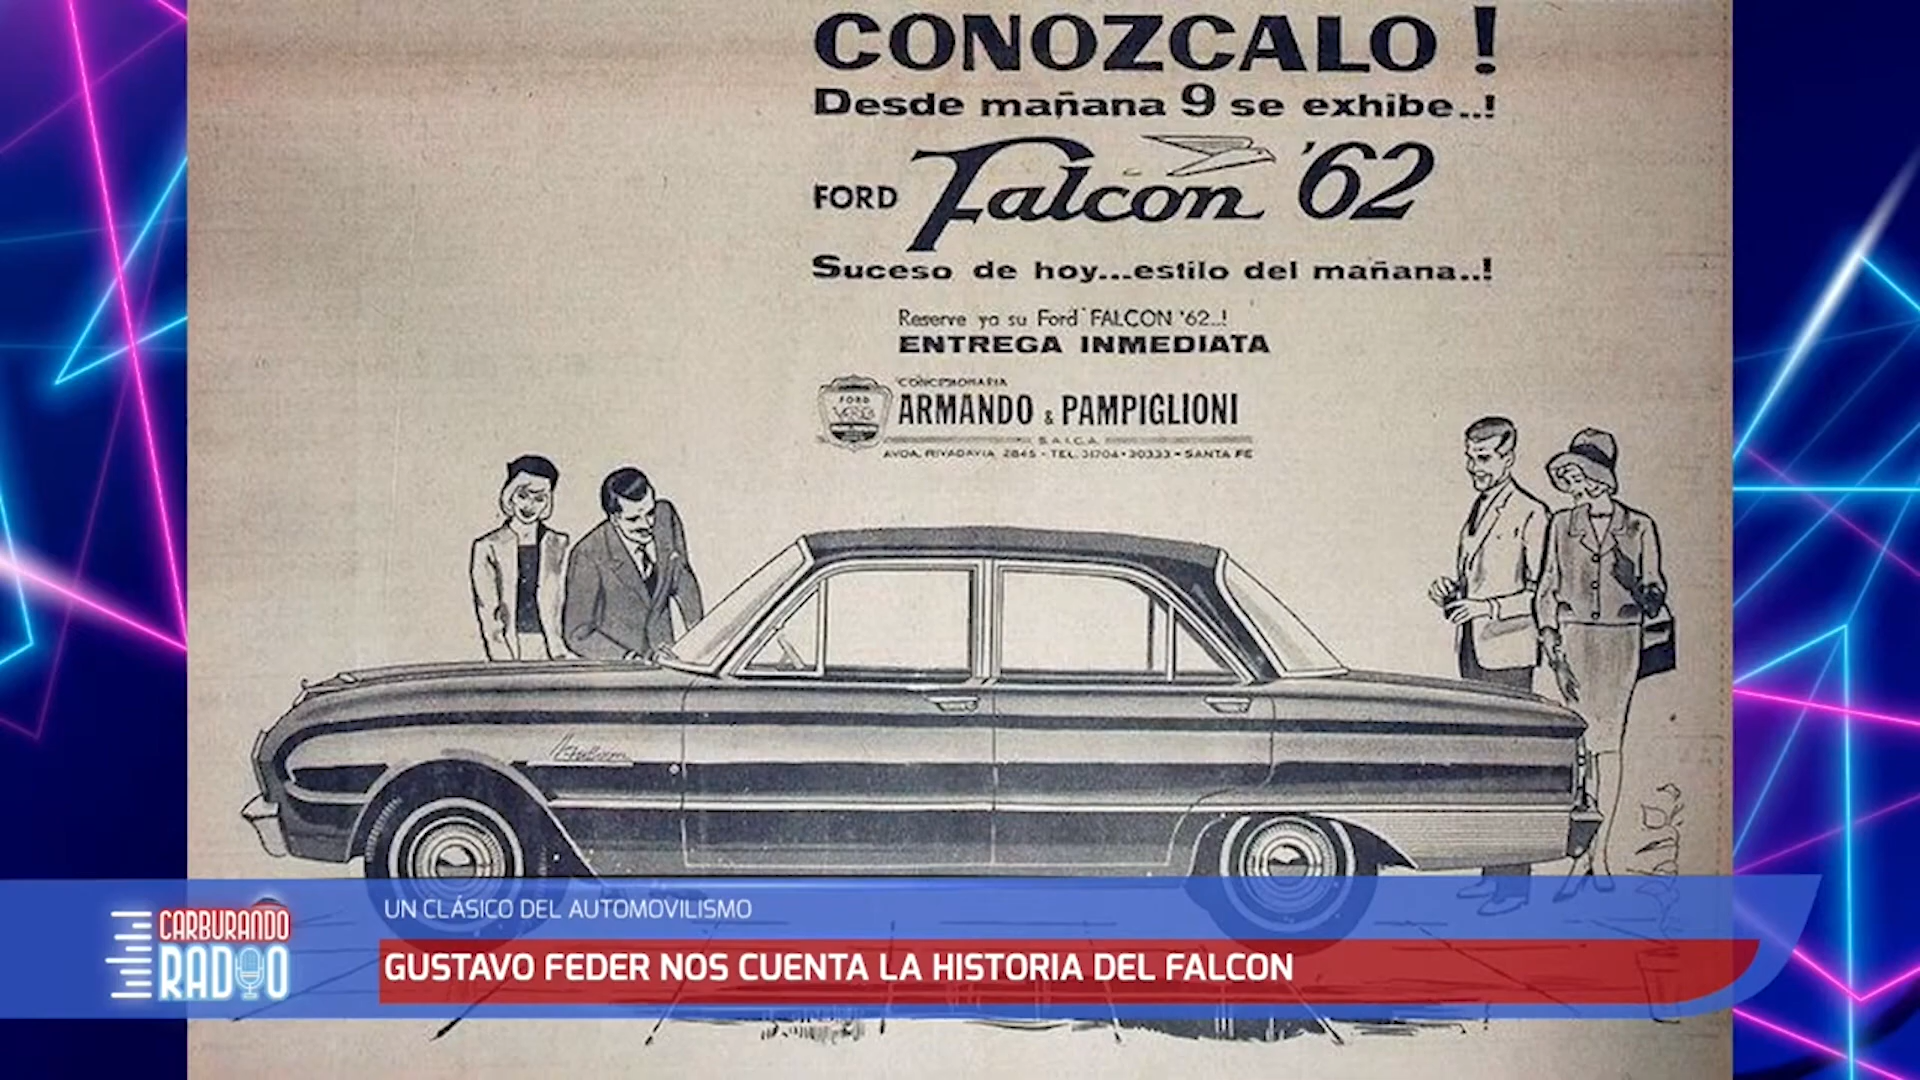 CONOZCALO !
Desde mañana 9 se exhibe..!
FORD Falcon '62
Suceso de hoy...estilo del mañana..!
Reserve ya su Ford FALCON '62..!
ENTREGA INMEDIATA
CONCESIONARIA
FORD
ARMANDO & PAMPIGLIONI
S.A.I.C.A.
AVDA. RIVADAVIA 2845 - TEL. 31704 - 30333 - SANTA FE
Falcon
UN CLÁSICO DEL AUTOMOVILISMO
CARBURANDO
RADIO
GUSTAVO FEDER NOS CUENTA LA HISTORIA DEL FALCON